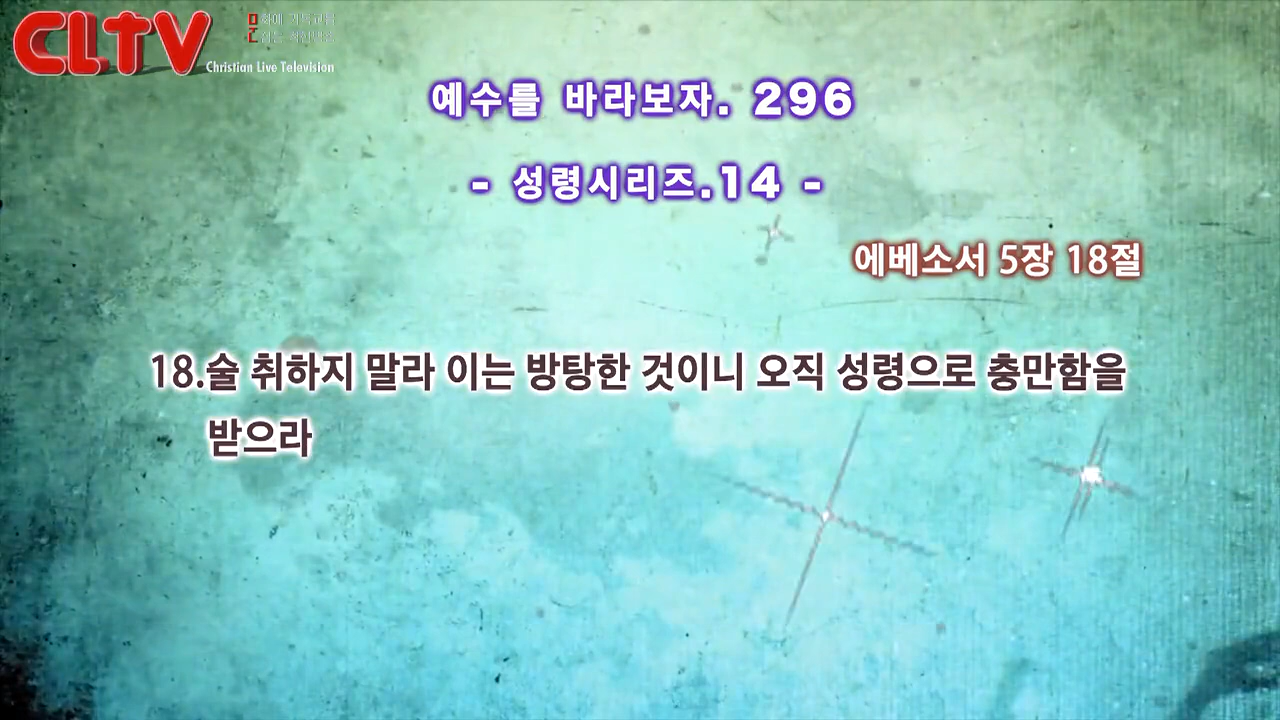 CLTV
Christian Live Television
예수를 바라보자. 296
- 성령시리즈.14 -
에베소서 5장 18절
18.술 취하지 말라 이는 방탕한 것이니 오직 성령으로 충만함을
받으라